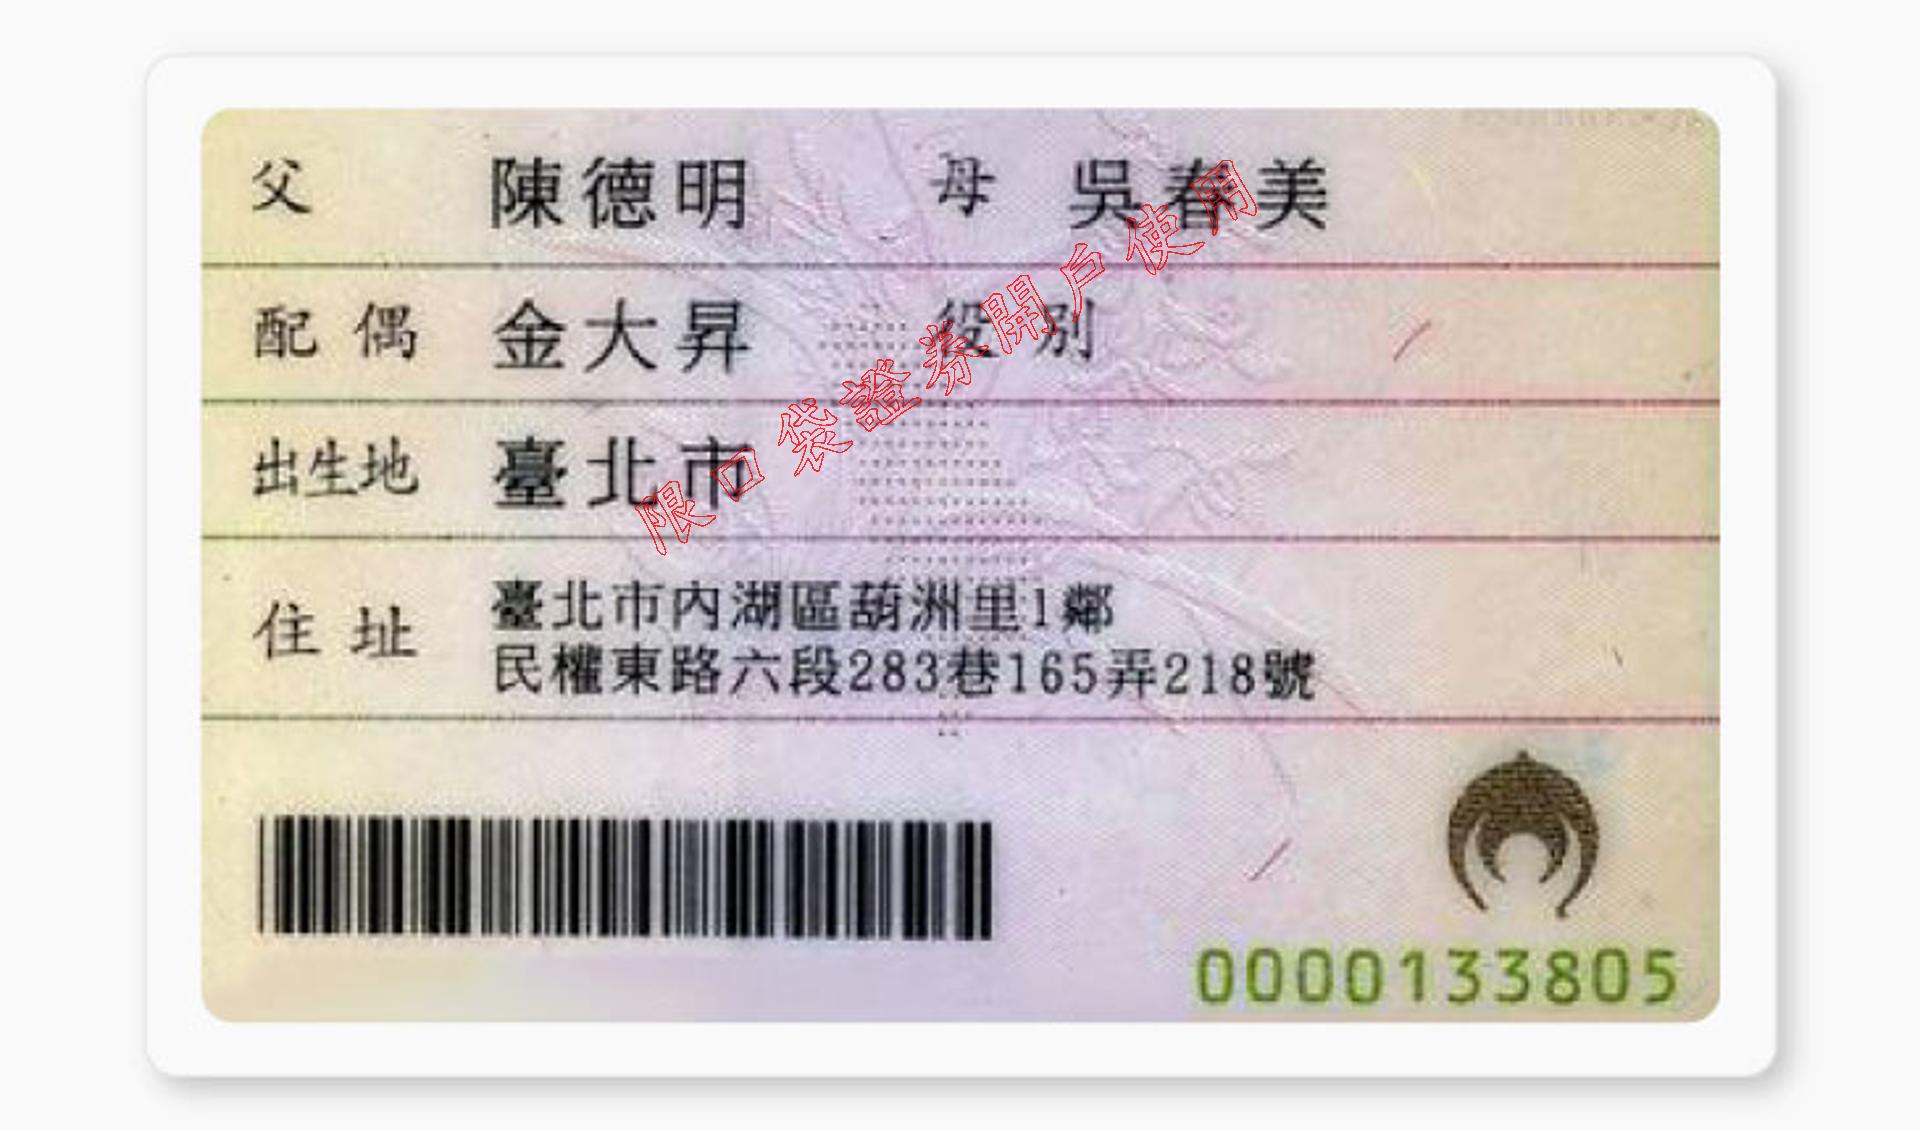 父 陳德明 母 吳春美
配偶 金大昇 役別
出生地 臺北市
住址 臺北市內湖區葫洲里1鄰
民權東路六段283巷165弄218號
限口袋證券開戶使用
0000133805